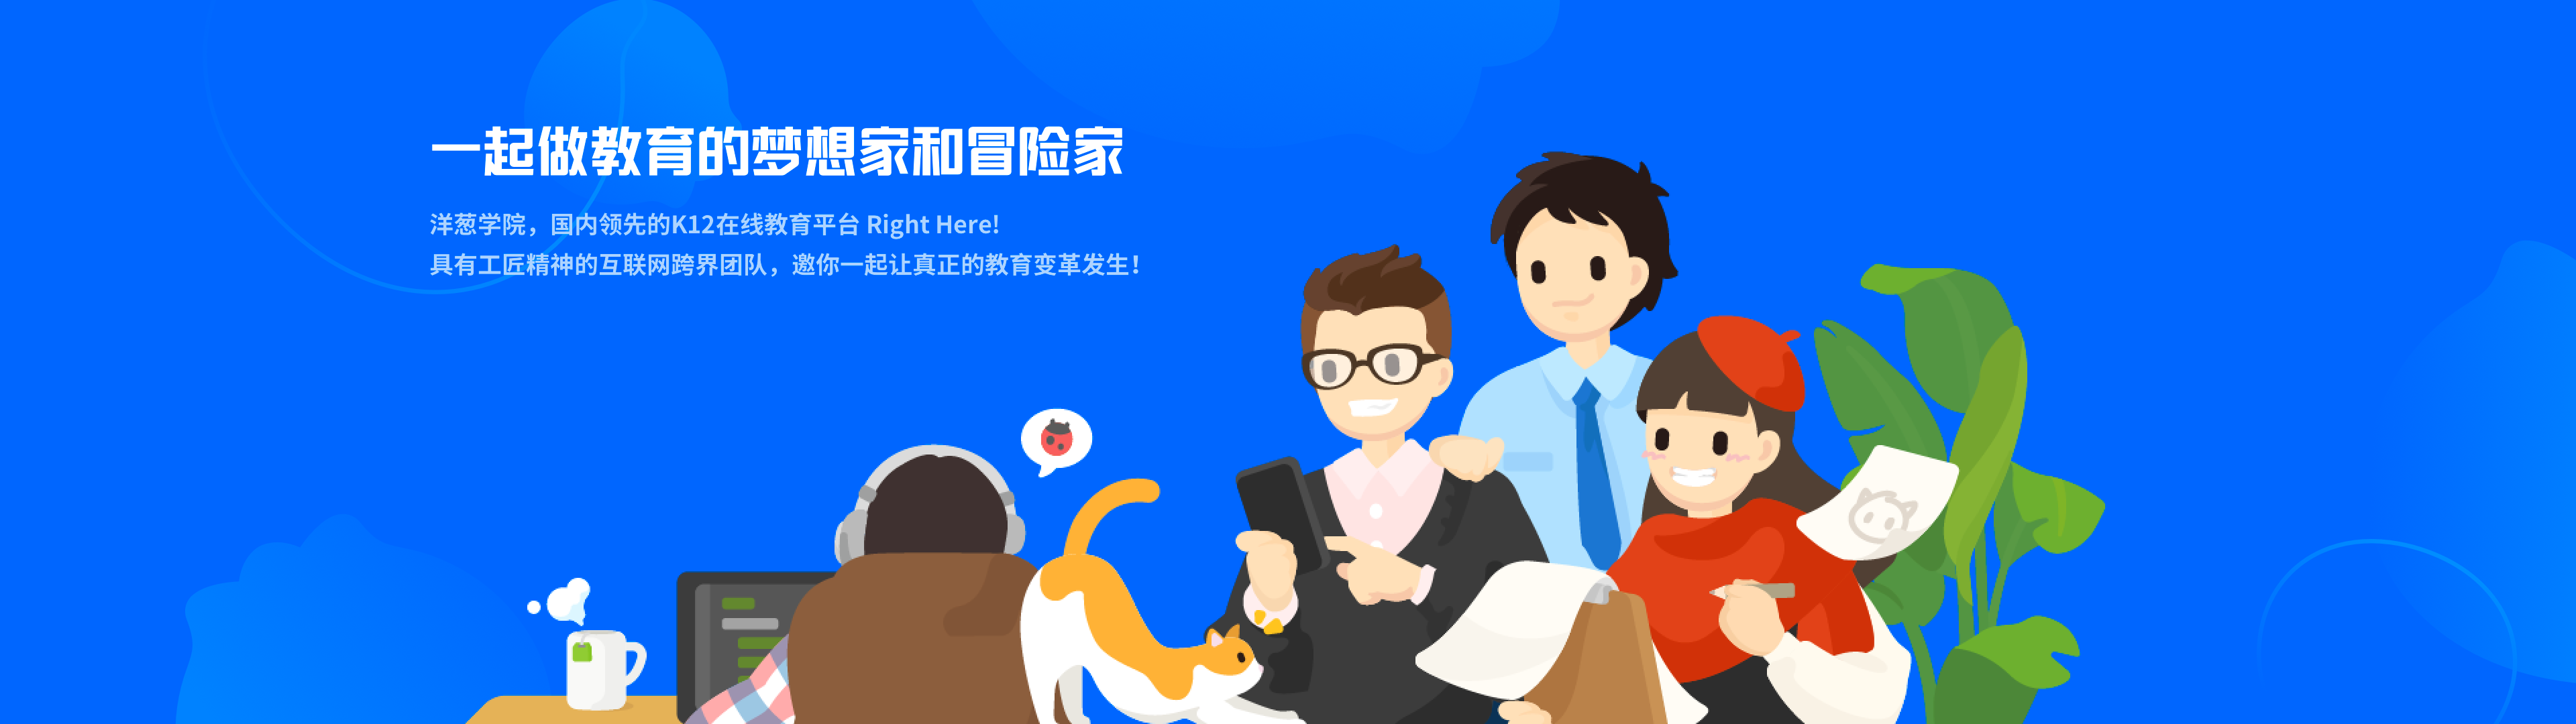 一起做教育的梦想家和冒险家
洋葱学院，国内领先的K12在线教育平台 Right Here!
具有工匠精神的互联网跨界团队，邀你一起让真正的教育变革发生！